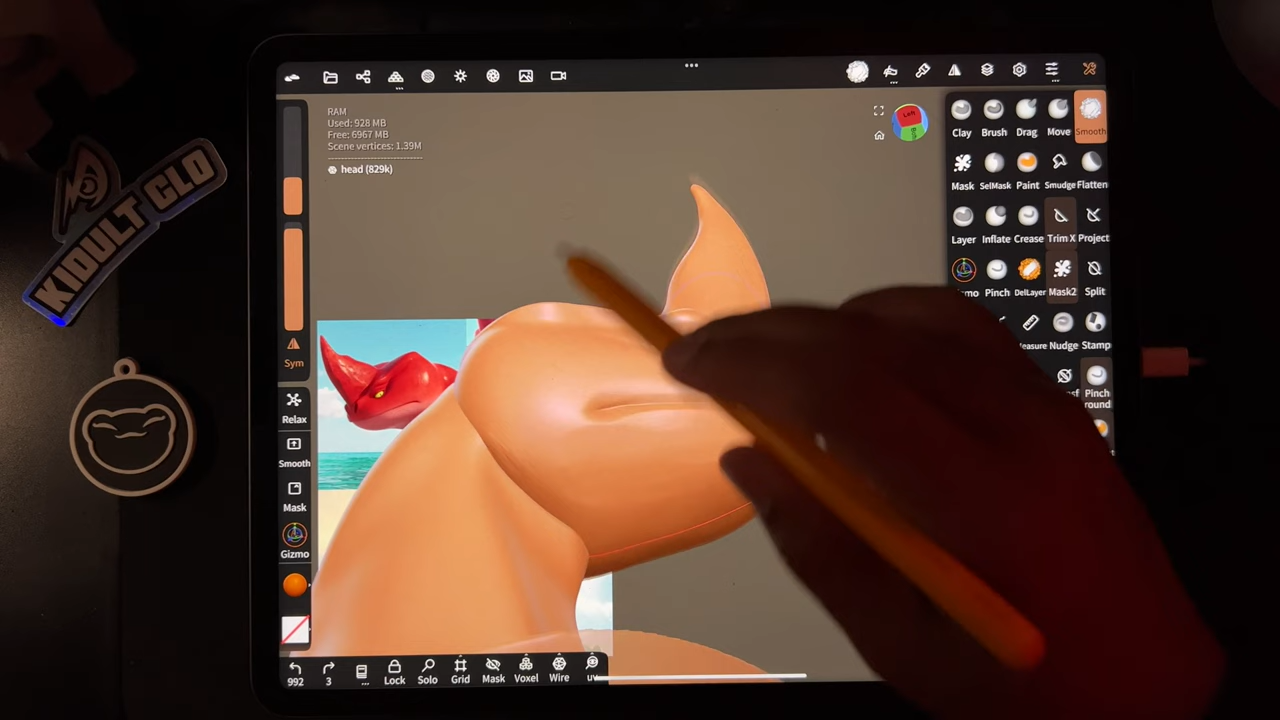 RAM
Used: 928 MB
Free: 6967 MB
Scene vertices: 1.39M
head (829k)
Left
KIDULT CLO
Clay Brush Drag Move Smooth
Mask SelMask Paint Smudge Flatten
Layer Inflate Crease Trim X Project
Pinch DelLayer Mask2 Split
Nudge Stamp
Pinch
Sym
Relax
Smooth
Mask
Gizmo
992 3 Lock Solo Grid Mask Voxel Wire